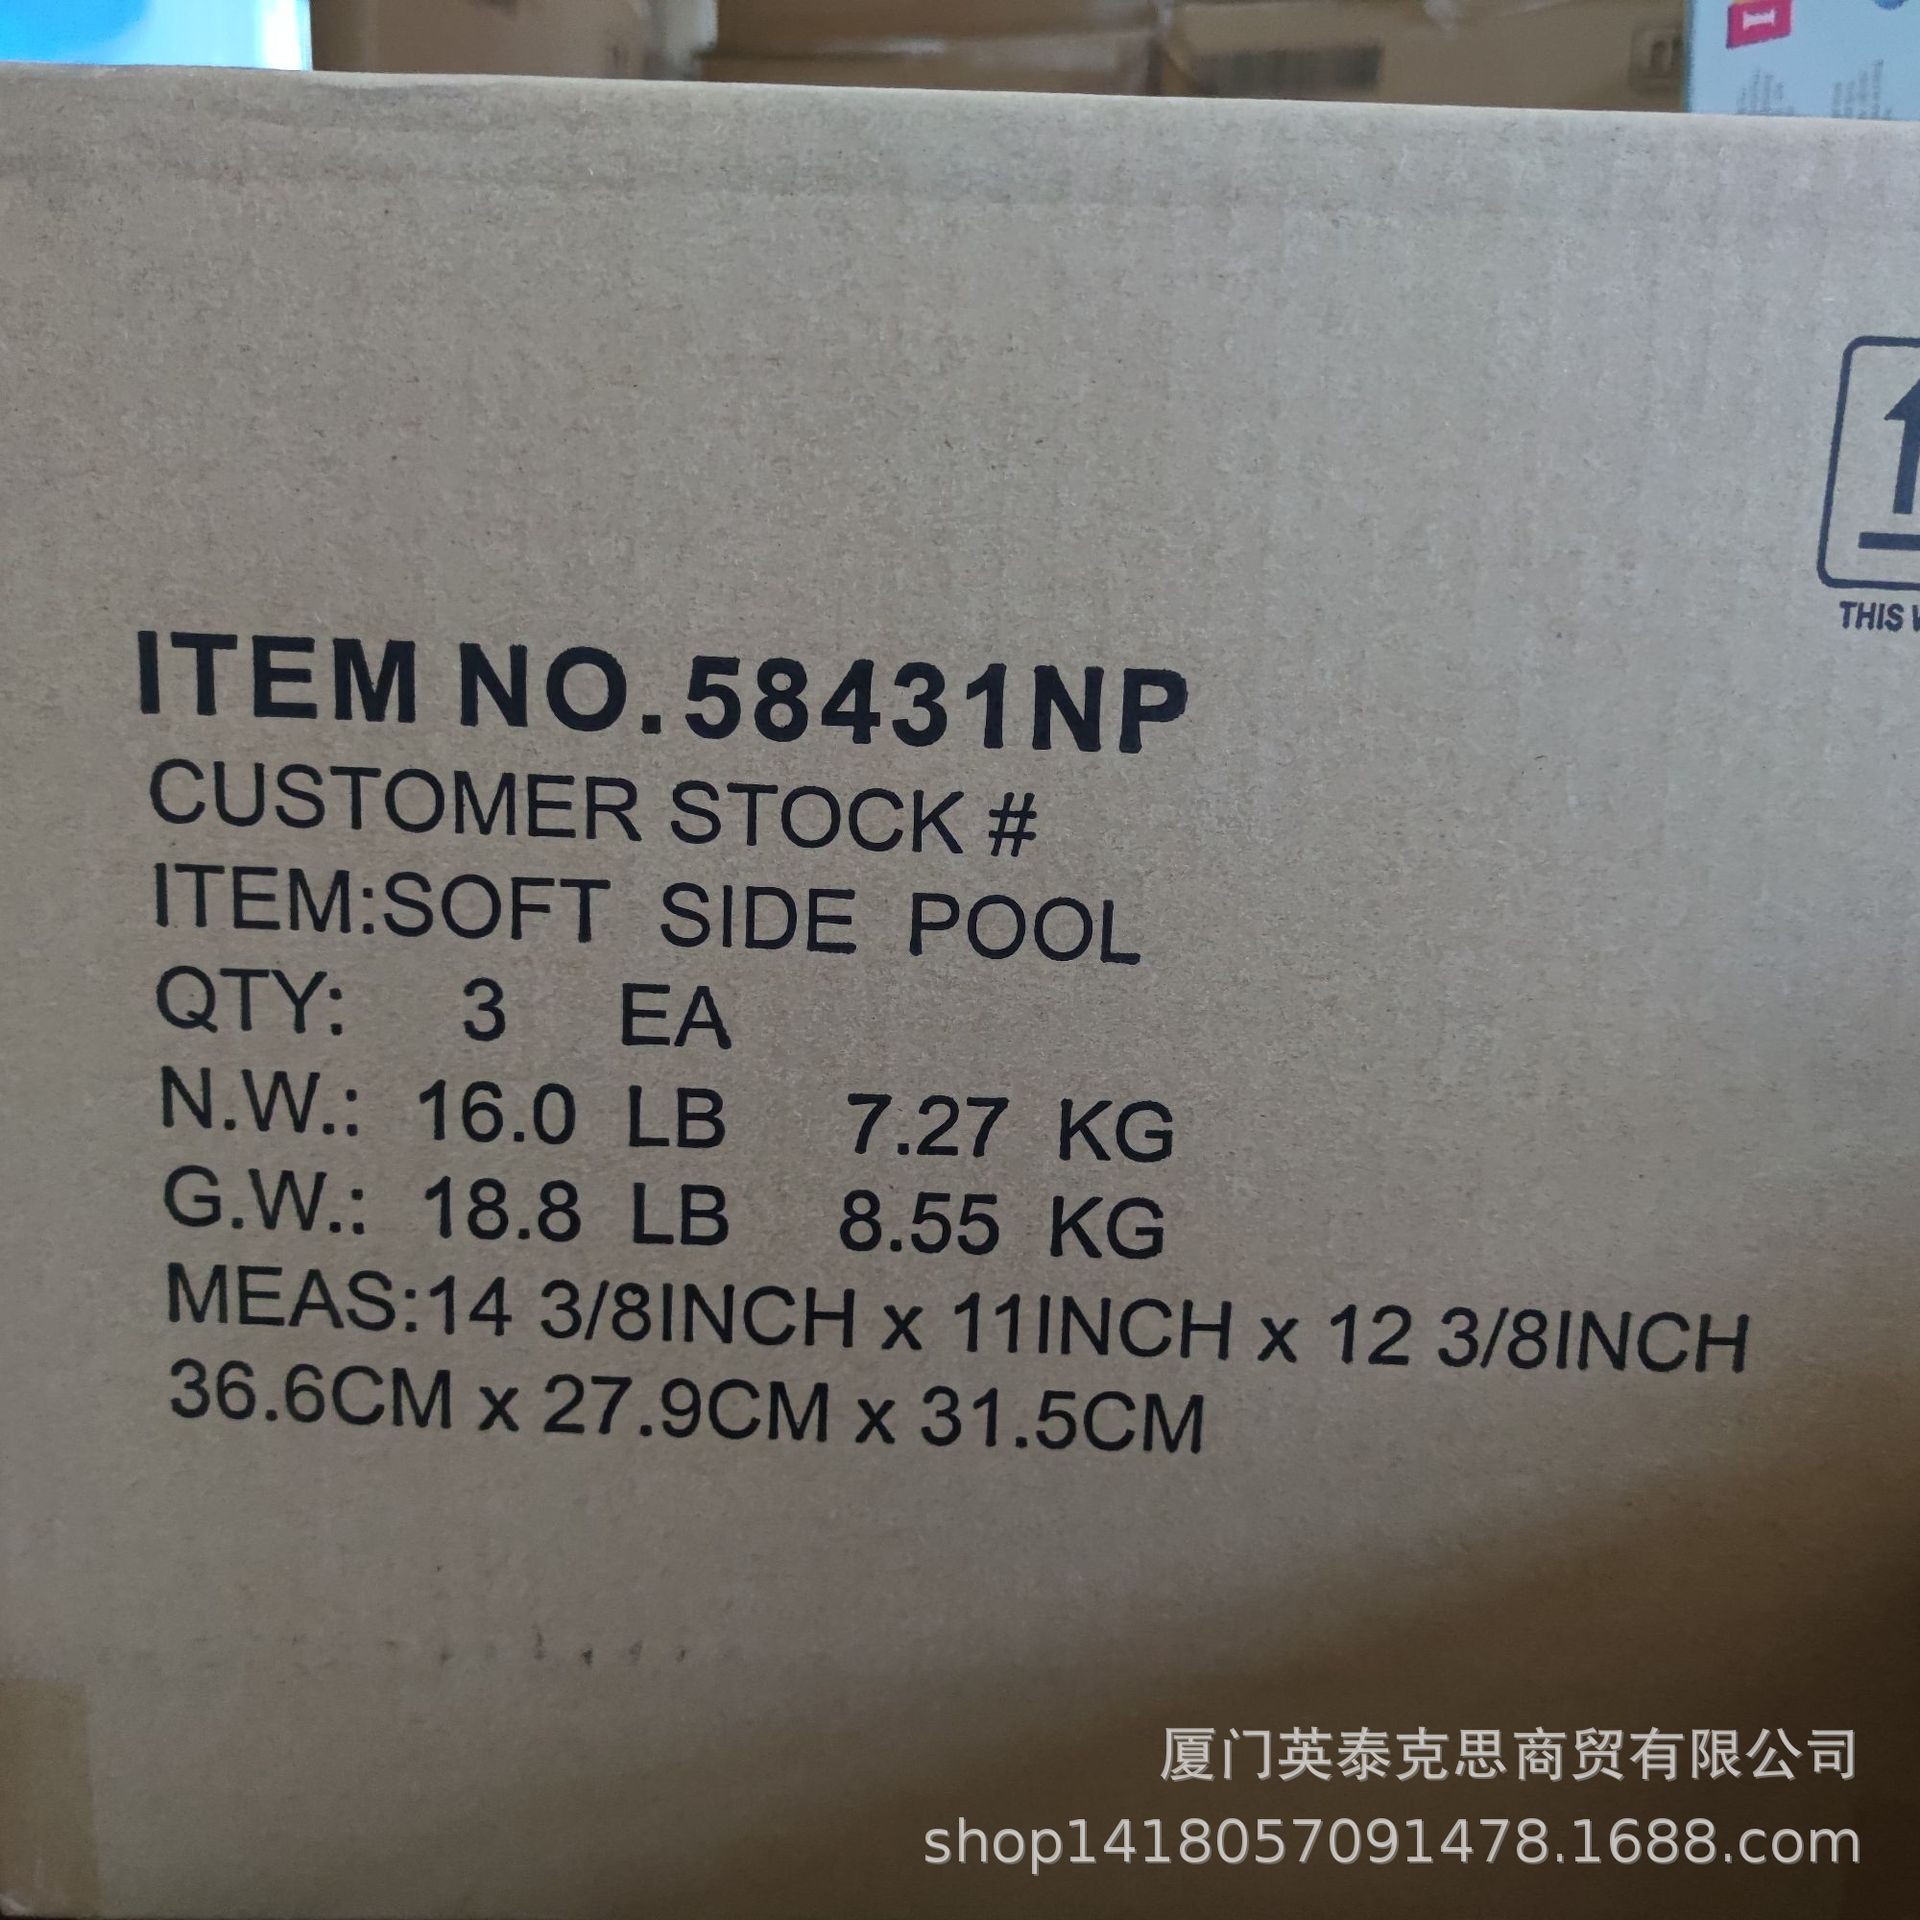 THIS
ITEM NO.58431NP
CUSTOMER STOCK #
ITEM:SOFT SIDE POOL
QTY: 3 EA
N.W.: 16.0 LB 7.27 KG
G.W.: 18.8 LB 8.55 KG
MEAS:14 3/8INCH x 11INCH x 12 3/8INCH
36.6CM x 27.9CM x 31.5CM
厦门英泰克思商贸有限公司
shop1418057091478.1688.com